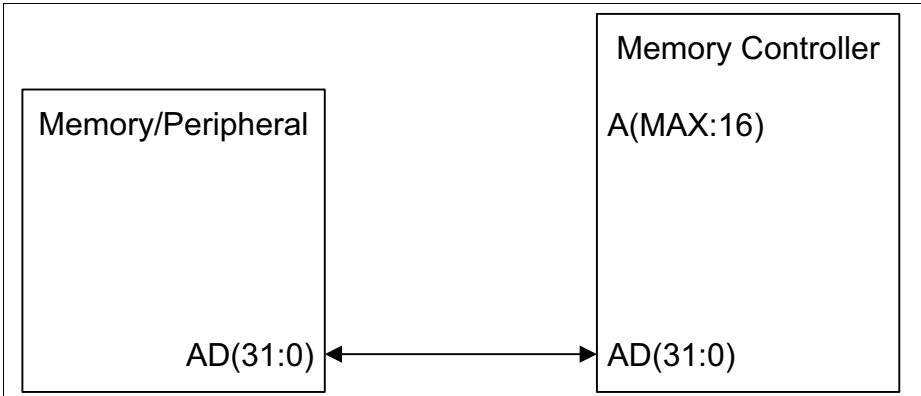 Memory Controller
Memory/Peripheral
A(MAX:16)
AD(31:0)
AD(31:0)